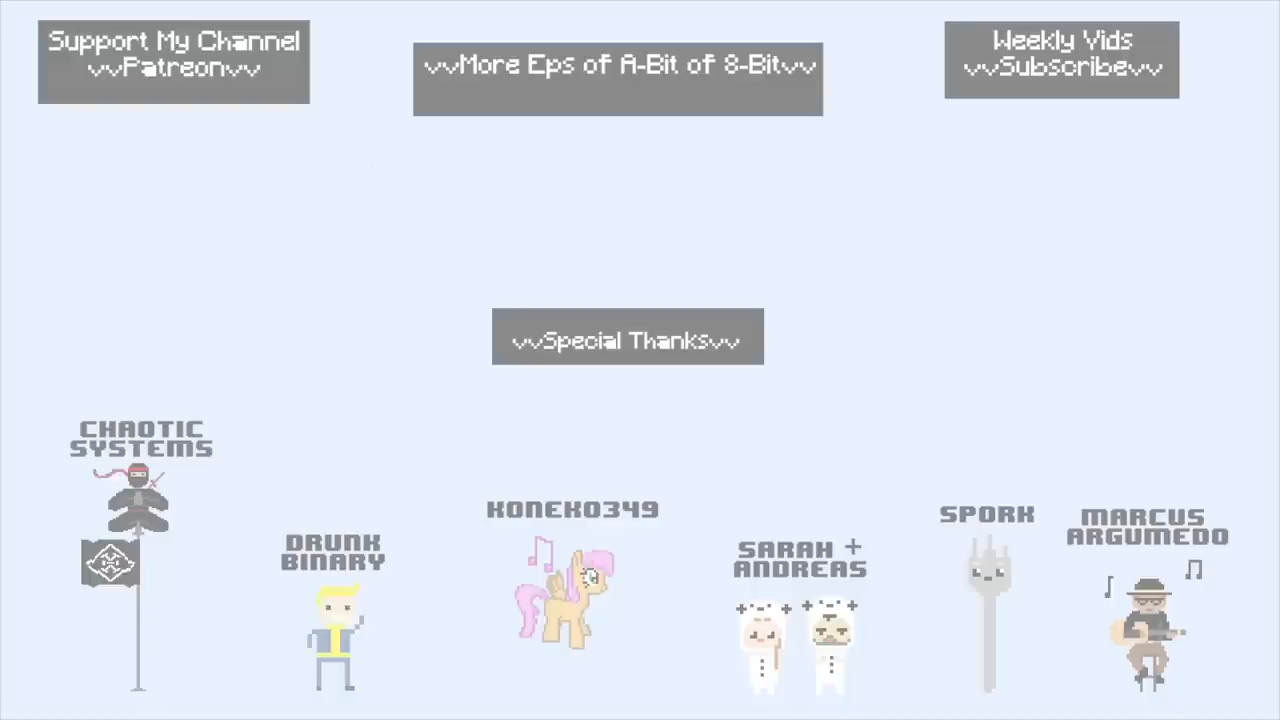 Support My Channel
vvPatreonvv
vvMore Eps of A-Bit of 8-Bitvv
Weekly Vids
vvSubscribevv
vvSpecial Thanksvv
CHAOTIC
SYSTEMS
DRUNK
BINARY
KONEKO349
SARAH +
ANDREAS
SPORK
MARCUS
ARGUMEDO